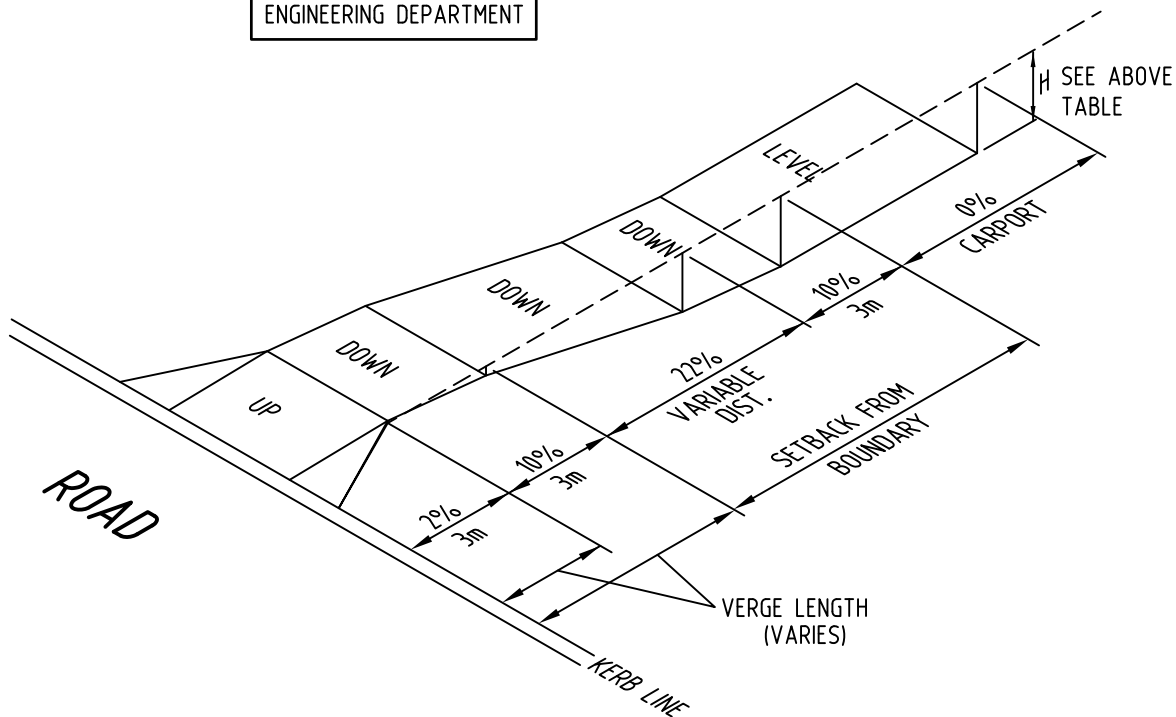 ENGINEERING DEPARTMENT
H SEE ABOVE
TABLE
LEVEL
0%
CARPORT
DOWN
10%
3m
DOWN
22%
VARIABLE
DIST.
DOWN
SETBACK FROM
BOUNDARY
UP
10%
3m
2%
3m
ROAD
VERGE LENGTH
(VARIES)
KERB LINE